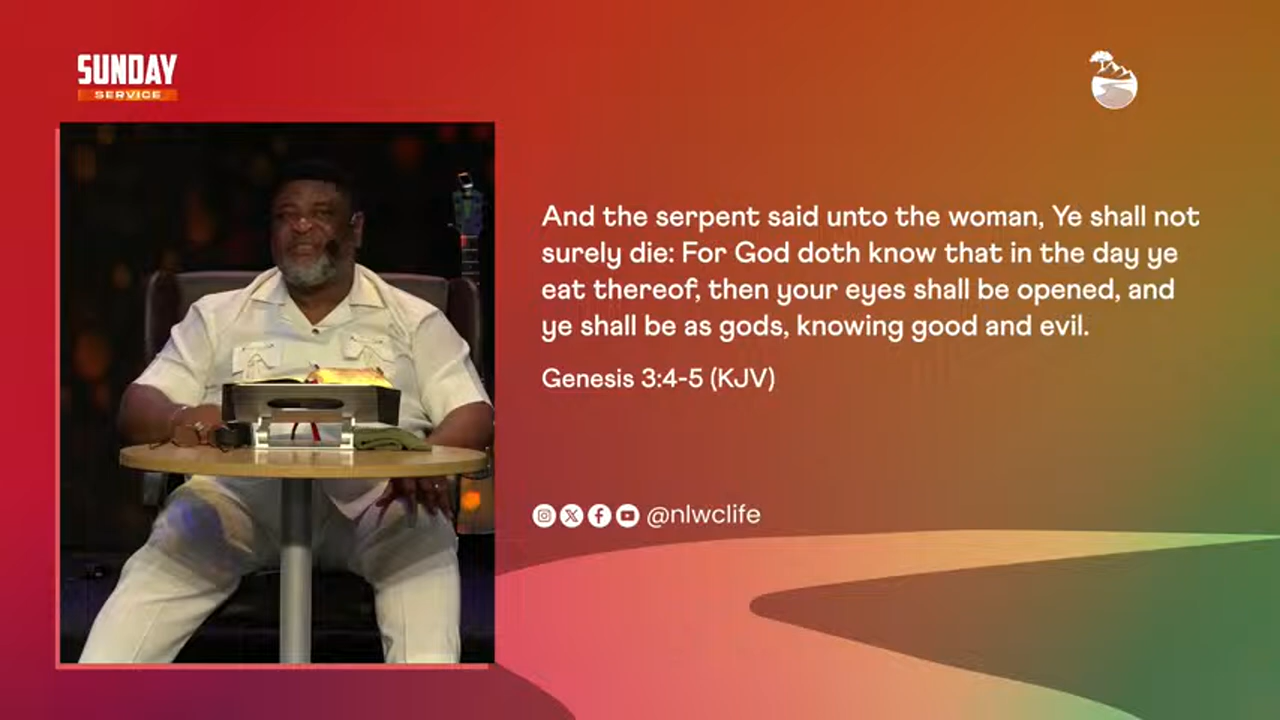 SUNDAY
SERVICE
And the serpent said unto the woman, Ye shall not
surely die: For God doth know that in the day ye
eat thereof, then your eyes shall be opened, and
ye shall be as gods, knowing good and evil.
Genesis 3:4-5 (KJV)
@nlwclife